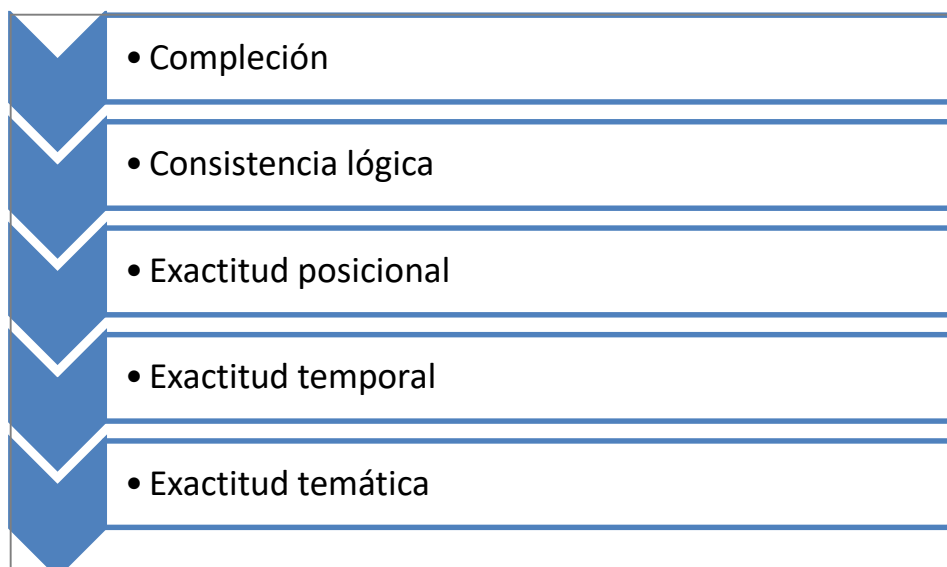 • Compleción
• Consistencia lógica
• Exactitud posicional
• Exactitud temporal
• Exactitud temática